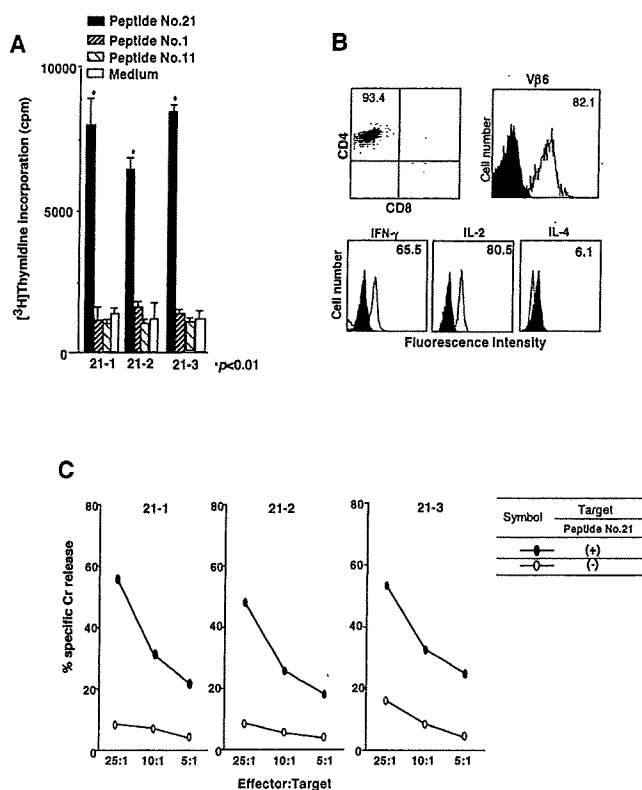 A
Peptide No.21
Peptide No.1
Peptide No.11
Medium
[³H]Thymidine incorporation (cpm)
10000
5000
0
*
*
*
21-1
21-2
21-3
*p<0.01
B
93.4
CD4
CD8
Vβ6
82.1
Cell number
IFN-γ
65.5
IL-2
80.5
IL-4
6.1
Cell number
Fluorescence Intensity
C
% specific Cr release
21-1
80
60
40
20
0
25:1
10:1
5:1
21-2
80
60
40
20
0
25:1
10:1
5:1
21-3
80
60
40
20
0
25:1
10:1
5:1
Effector:Target
Symbol
Target
Peptide No.21
(+)
(-)